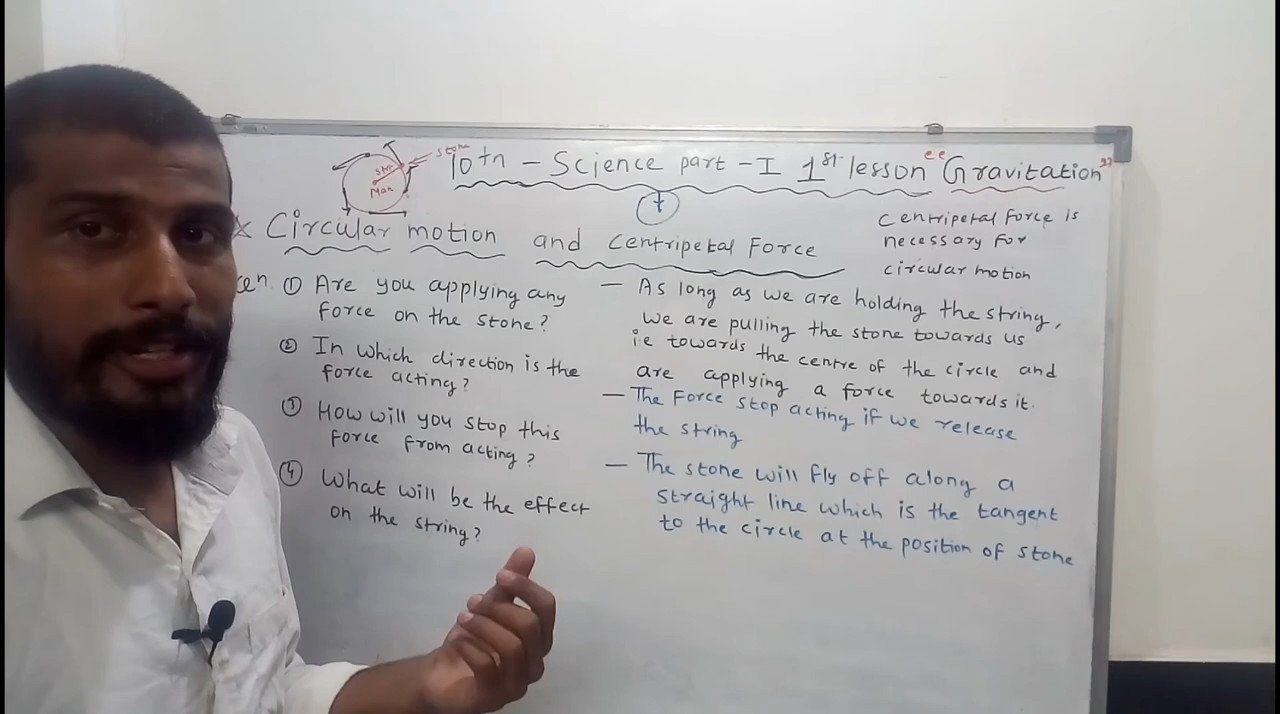 stone
10th - Science part - I 1st lesson "Gravitation"
Man
Circular motion and Centripetal Force
Centripetal Force is
necessary for
circular motion
① Are you applying any
force on the stone?
② In which direction is the
force acting?
③ How will you stop this
force from acting?
④ What will be the effect
on the string?
— As long as we are holding the string,
we are pulling the stone towards us
i.e towards the centre of the circle and
are applying a force towards it.
— The Force stop acting if we release
the string
— The stone will fly off along a
straight line which is the tangent
to the circle at the position of stone